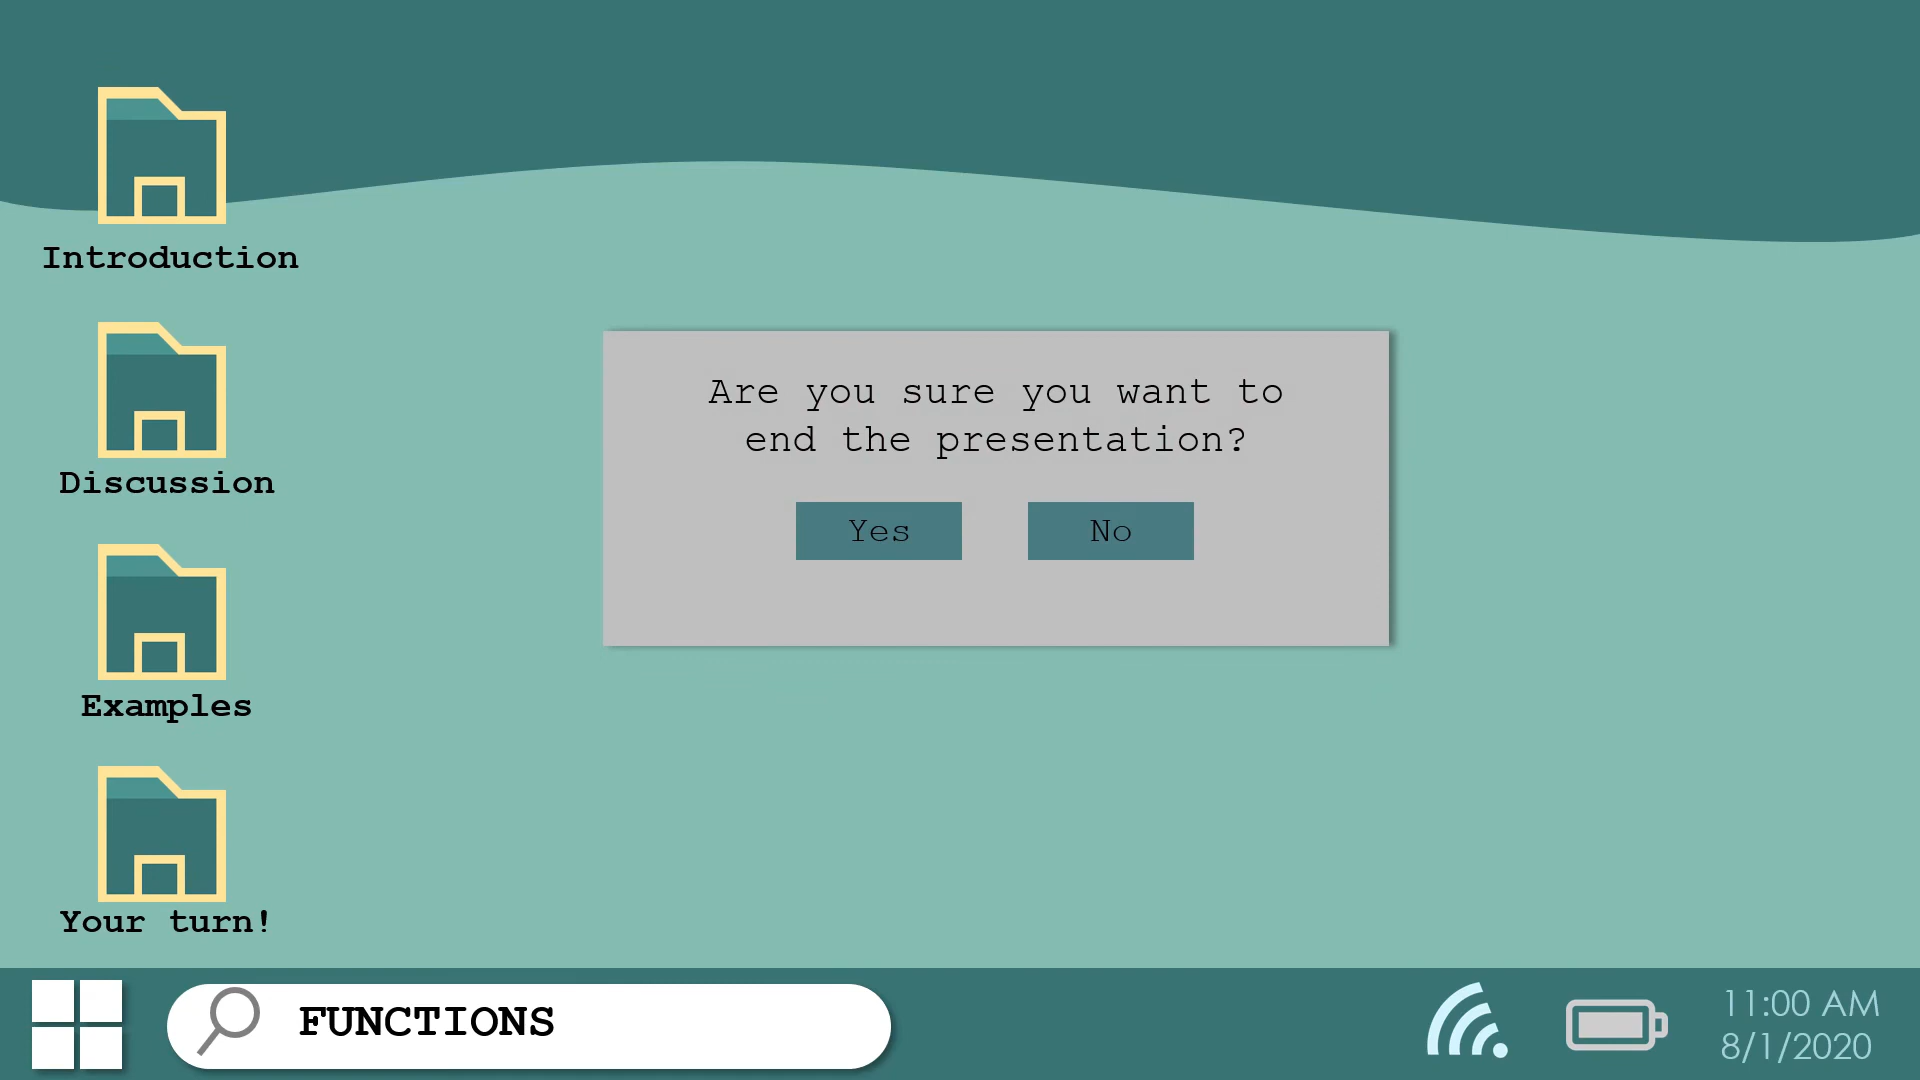 Introduction
Discussion
Examples
Your turn!
Are you sure you want to
end the presentation?
Yes
No
FUNCTIONS
11:00 AM
8/1/2020